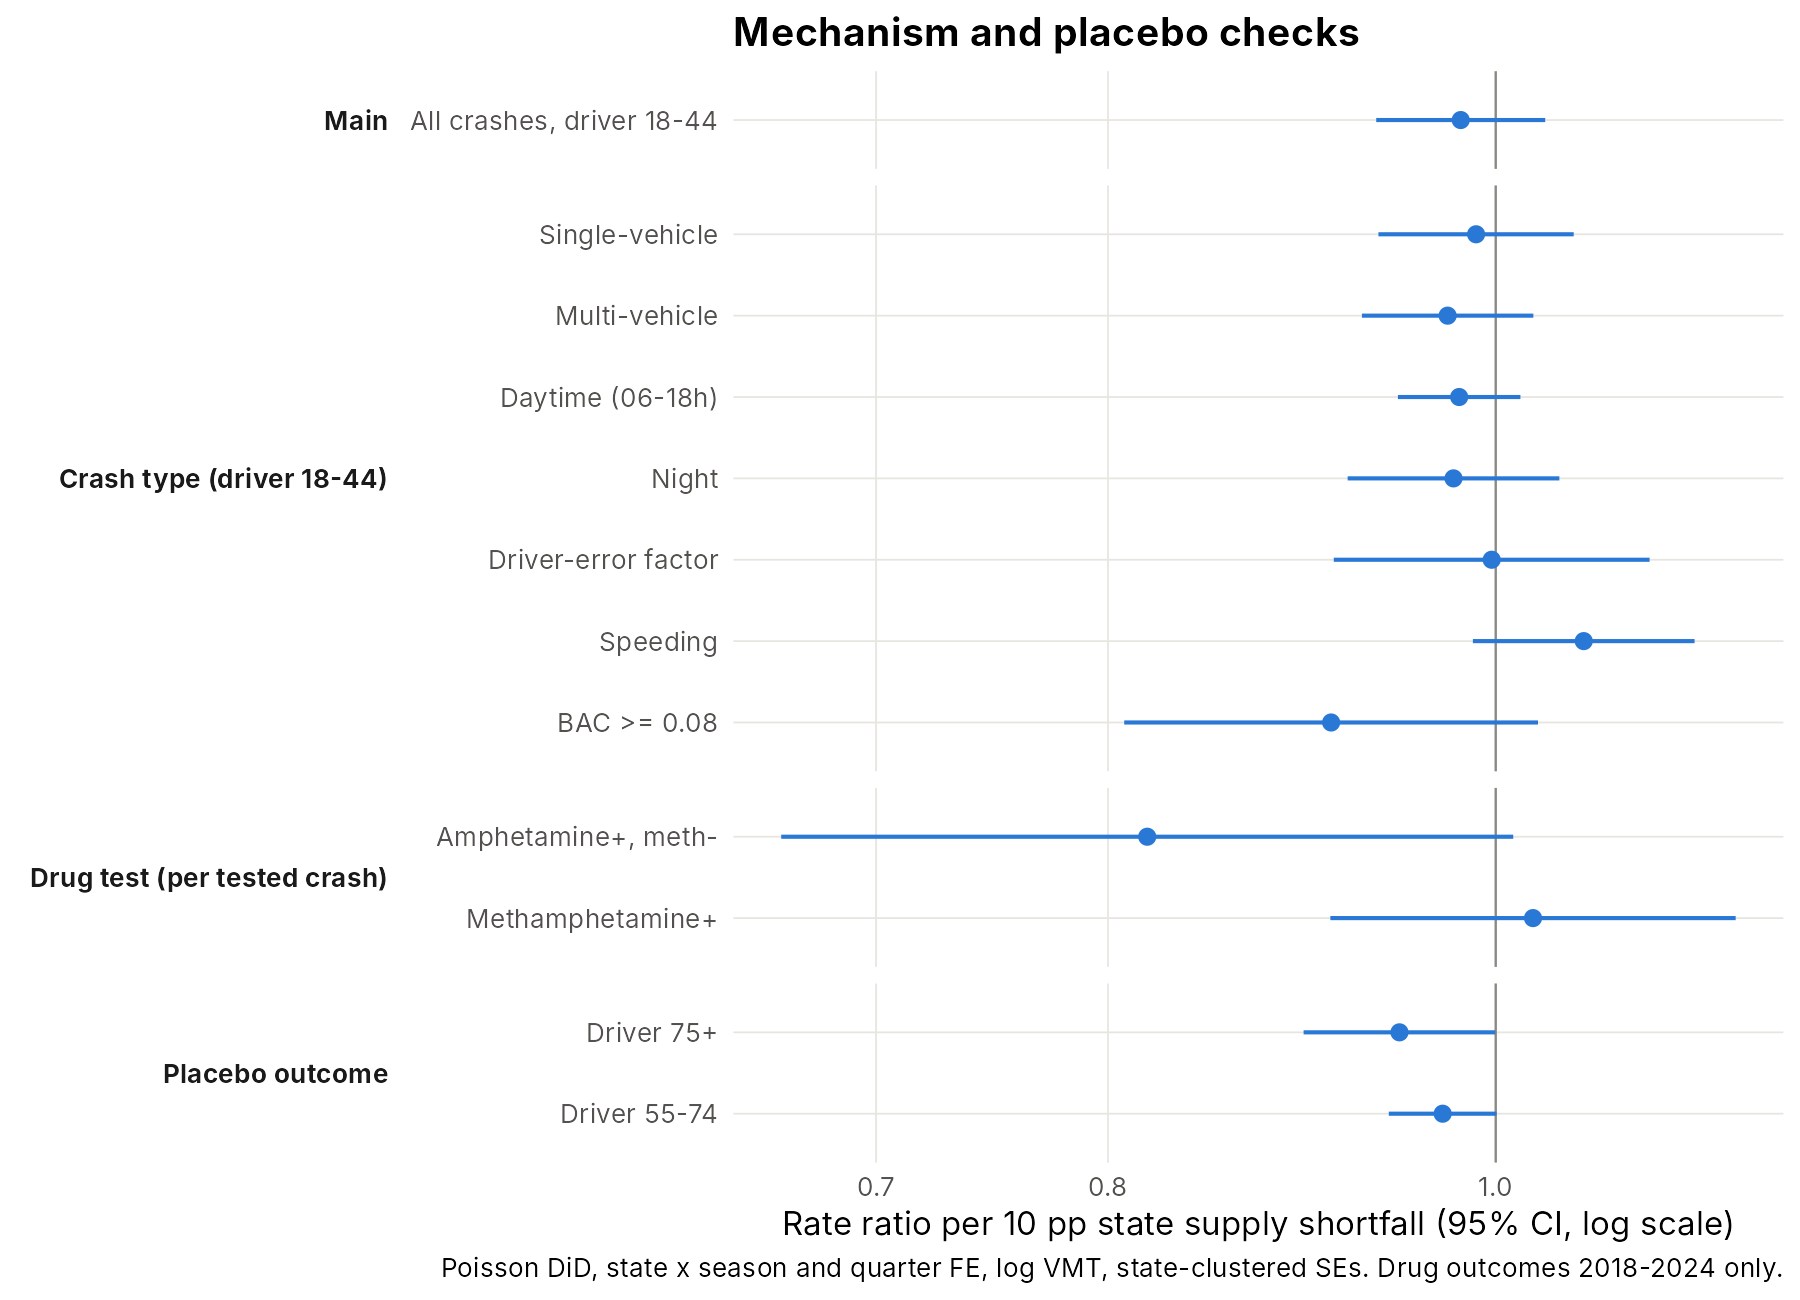 Mechanism and placebo checks
Main
All crashes, driver 18-44
Crash type (driver 18-44)
Single-vehicle
Multi-vehicle
Daytime (06-18h)
Night
Driver-error factor
Speeding
BAC >= 0.08
Drug test (per tested crash)
Amphetamine+, meth-
Methamphetamine+
Placebo outcome
Driver 75+
Driver 55-74
0.7 0.8 1.0
Rate ratio per 10 pp state supply shortfall (95% CI, log scale)
Poisson DiD, state x season and quarter FE, log VMT, state-clustered SEs. Drug outcomes 2018-2024 only.